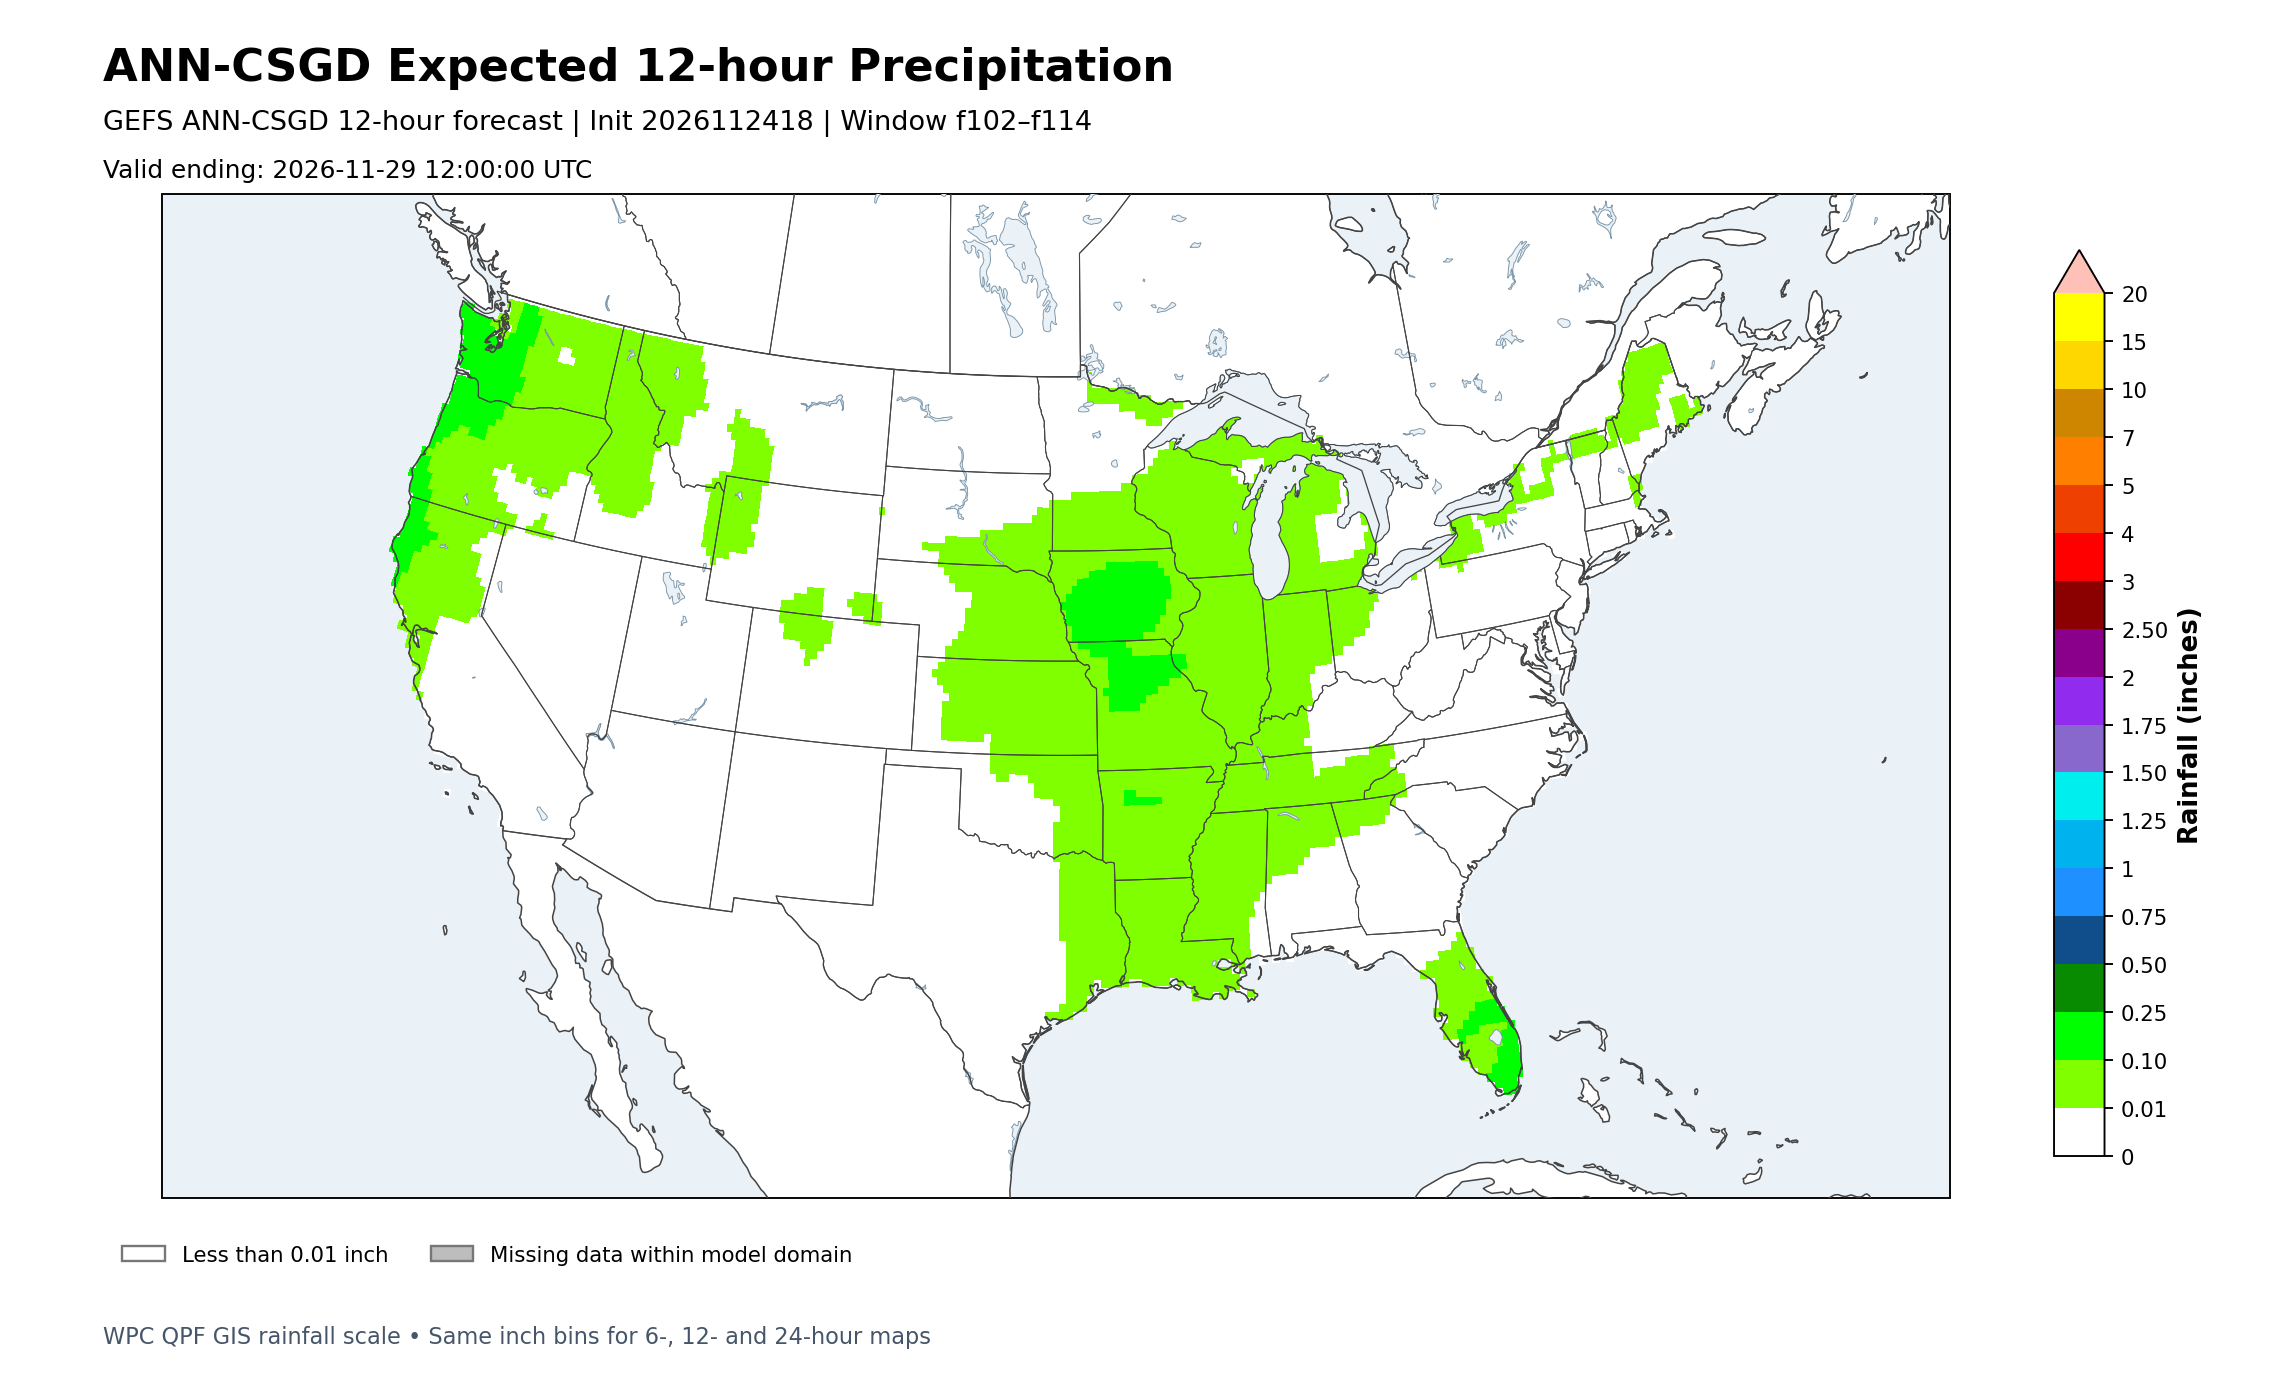 ANN-CSGD Expected 12-hour Precipitation
GEFS ANN-CSGD 12-hour forecast | Init 2026112418 | Window f102–f114
Valid ending: 2026-11-29 12:00:00 UTC
20
15
10
7
5
4
3
2.50
2
1.75
1.50
1.25
1
0.75
0.50
0.25
0.10
0.01
0
Rainfall (inches)
Less than 0.01 inch
Missing data within model domain
WPC QPF GIS rainfall scale • Same inch bins for 6-, 12- and 24-hour maps